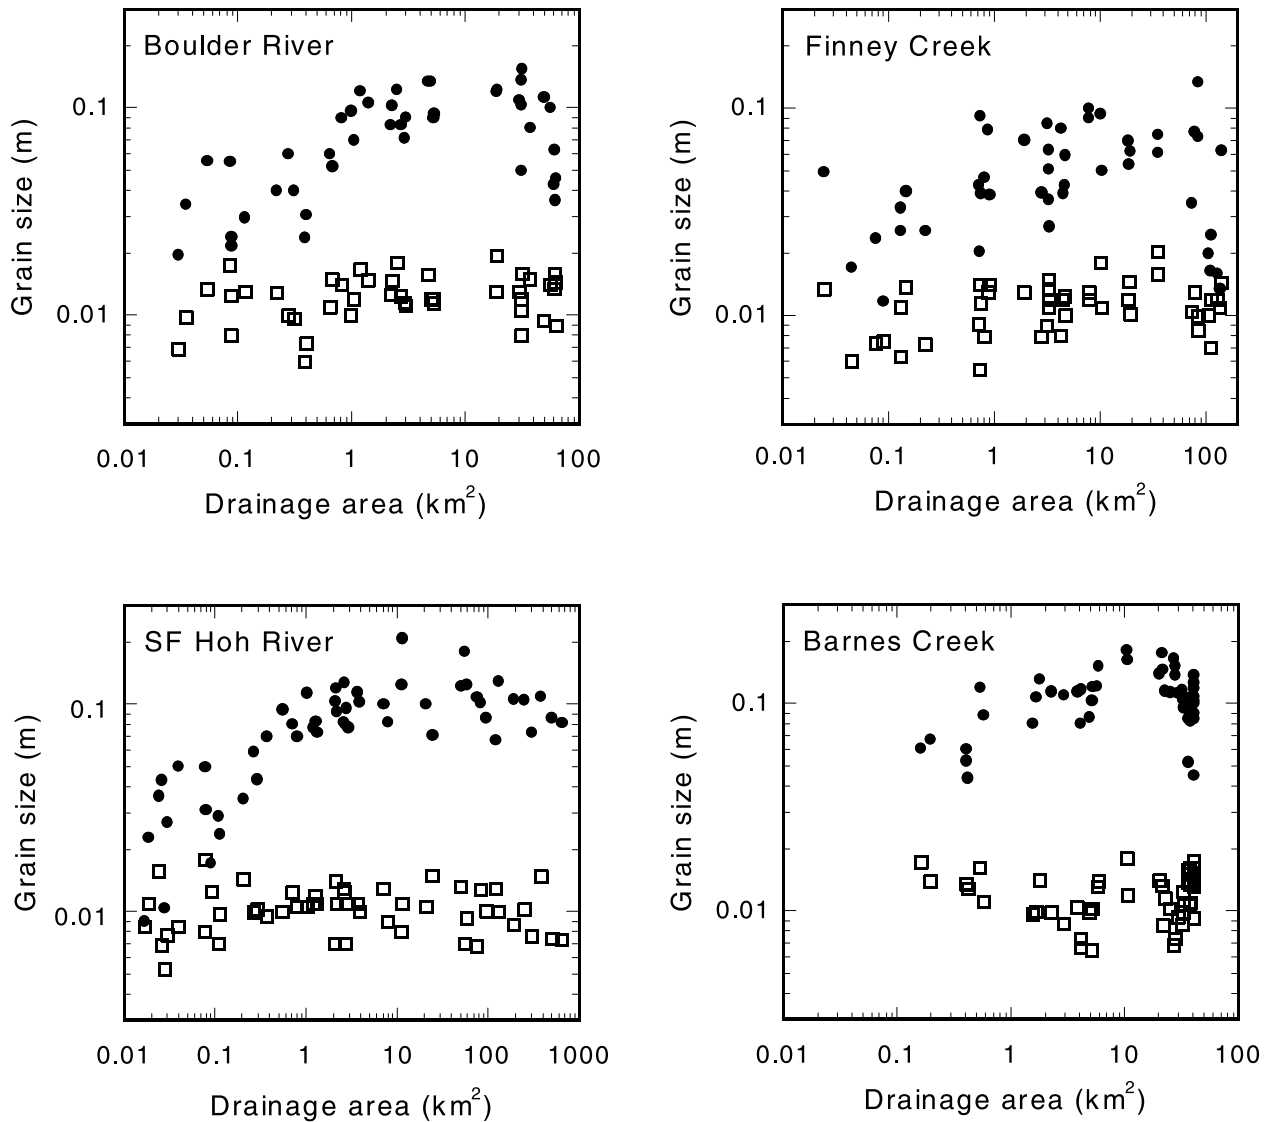 Boulder River
Grain size (m)
0.1
0.01
0.01 0.1 1 10 100
Drainage area (km²)
Finney Creek
Grain size (m)
0.1
0.01
0.01 0.1 1 10 100
Drainage area (km²)
SF Hoh River
Grain size (m)
0.1
0.01
0.01 0.1 1 10 100 1000
Drainage area (km²)
Barnes Creek
Grain size (m)
0.1
0.01
0.01 0.1 1 10 100
Drainage area (km²)